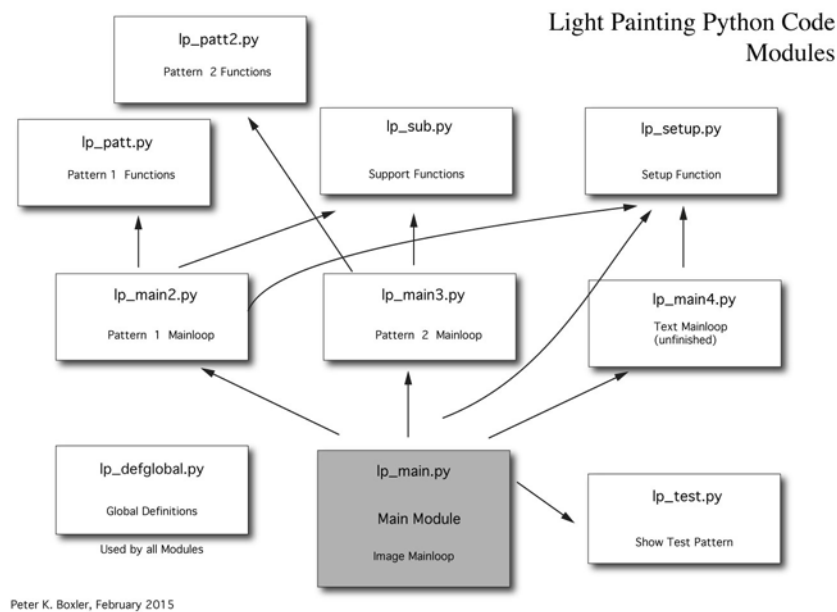 Light Painting Python Code
Modules
lp_patt2.py
Pattern 2 Functions
lp_patt.py
Pattern 1 Functions
lp_sub.py
Support Functions
lp_setup.py
Setup Function
lp_main2.py
Pattern 1 Mainloop
lp_main3.py
Pattern 2 Mainloop
lp_main4.py
Text Mainloop
(unfinished)
lp_defglobal.py
Global Definitions
Used by all Modules
lp_main.py
Main Module
Image Mainloop
lp_test.py
Show Test Pattern
Peter K. Boxler, February 2015